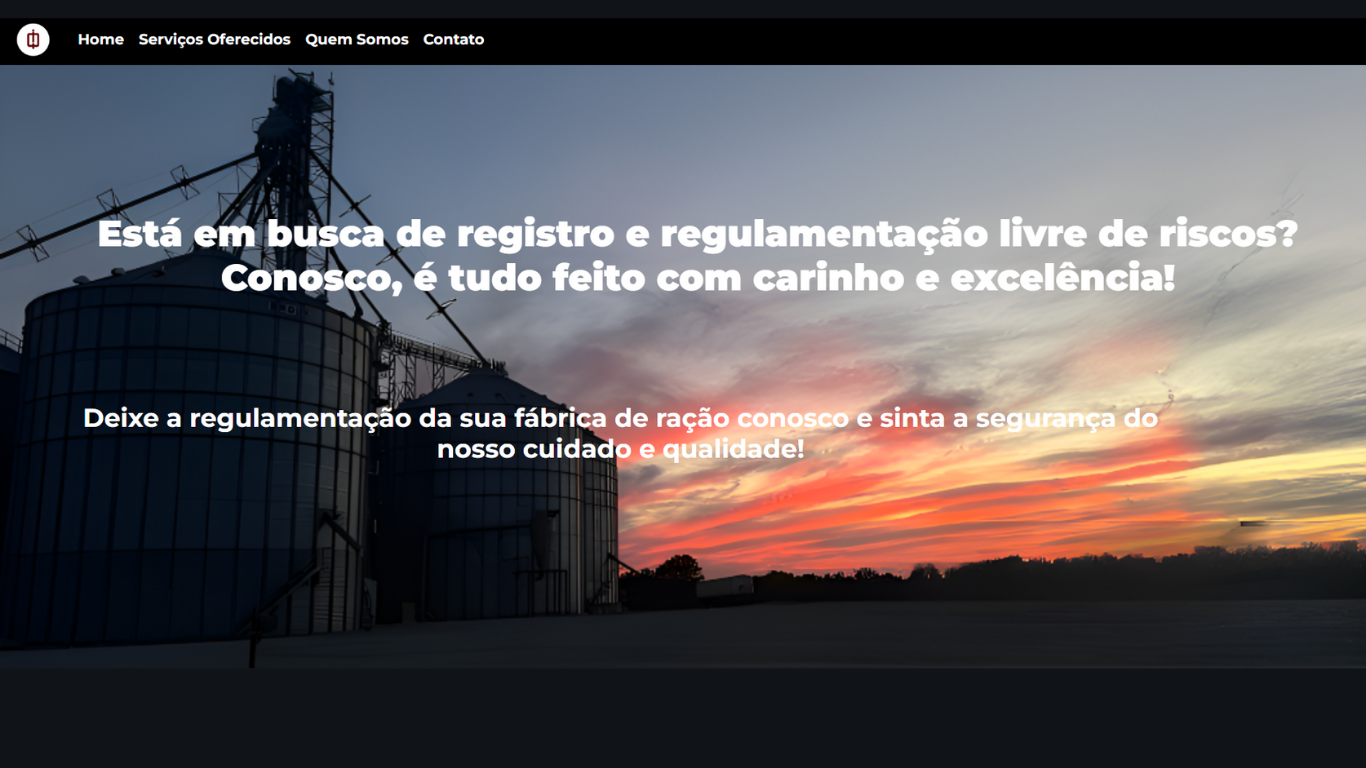 Home Serviços Oferecidos Quem Somos Contato
Está em busca de registro e regulamentação livre de riscos?
Conosco, é tudo feito com carinho e excelência!
Deixe a regulamentação da sua fábrica de ração conosco e sinta a segurança do
nosso cuidado e qualidade!